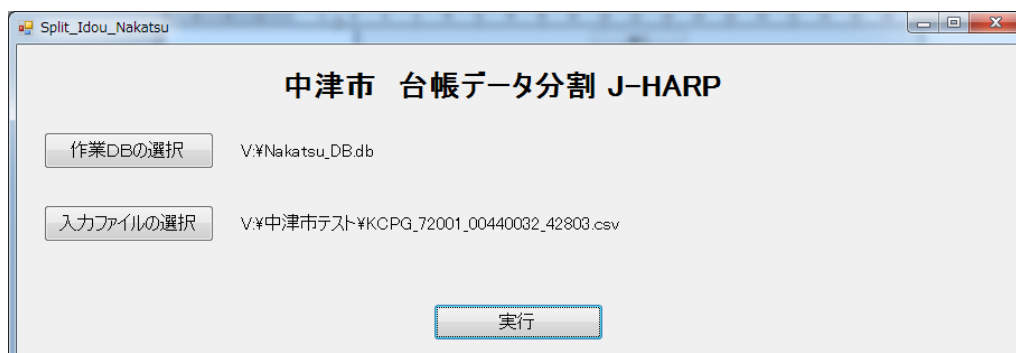 Split_Idou_Nakatsu
中津市　台帳データ分割 J-HARP
作業DBの選択 V:¥Nakatsu_DB.db
入力ファイルの選択 V:¥中津市テスト¥KCPG_72001_00440032_42803.csv
実行